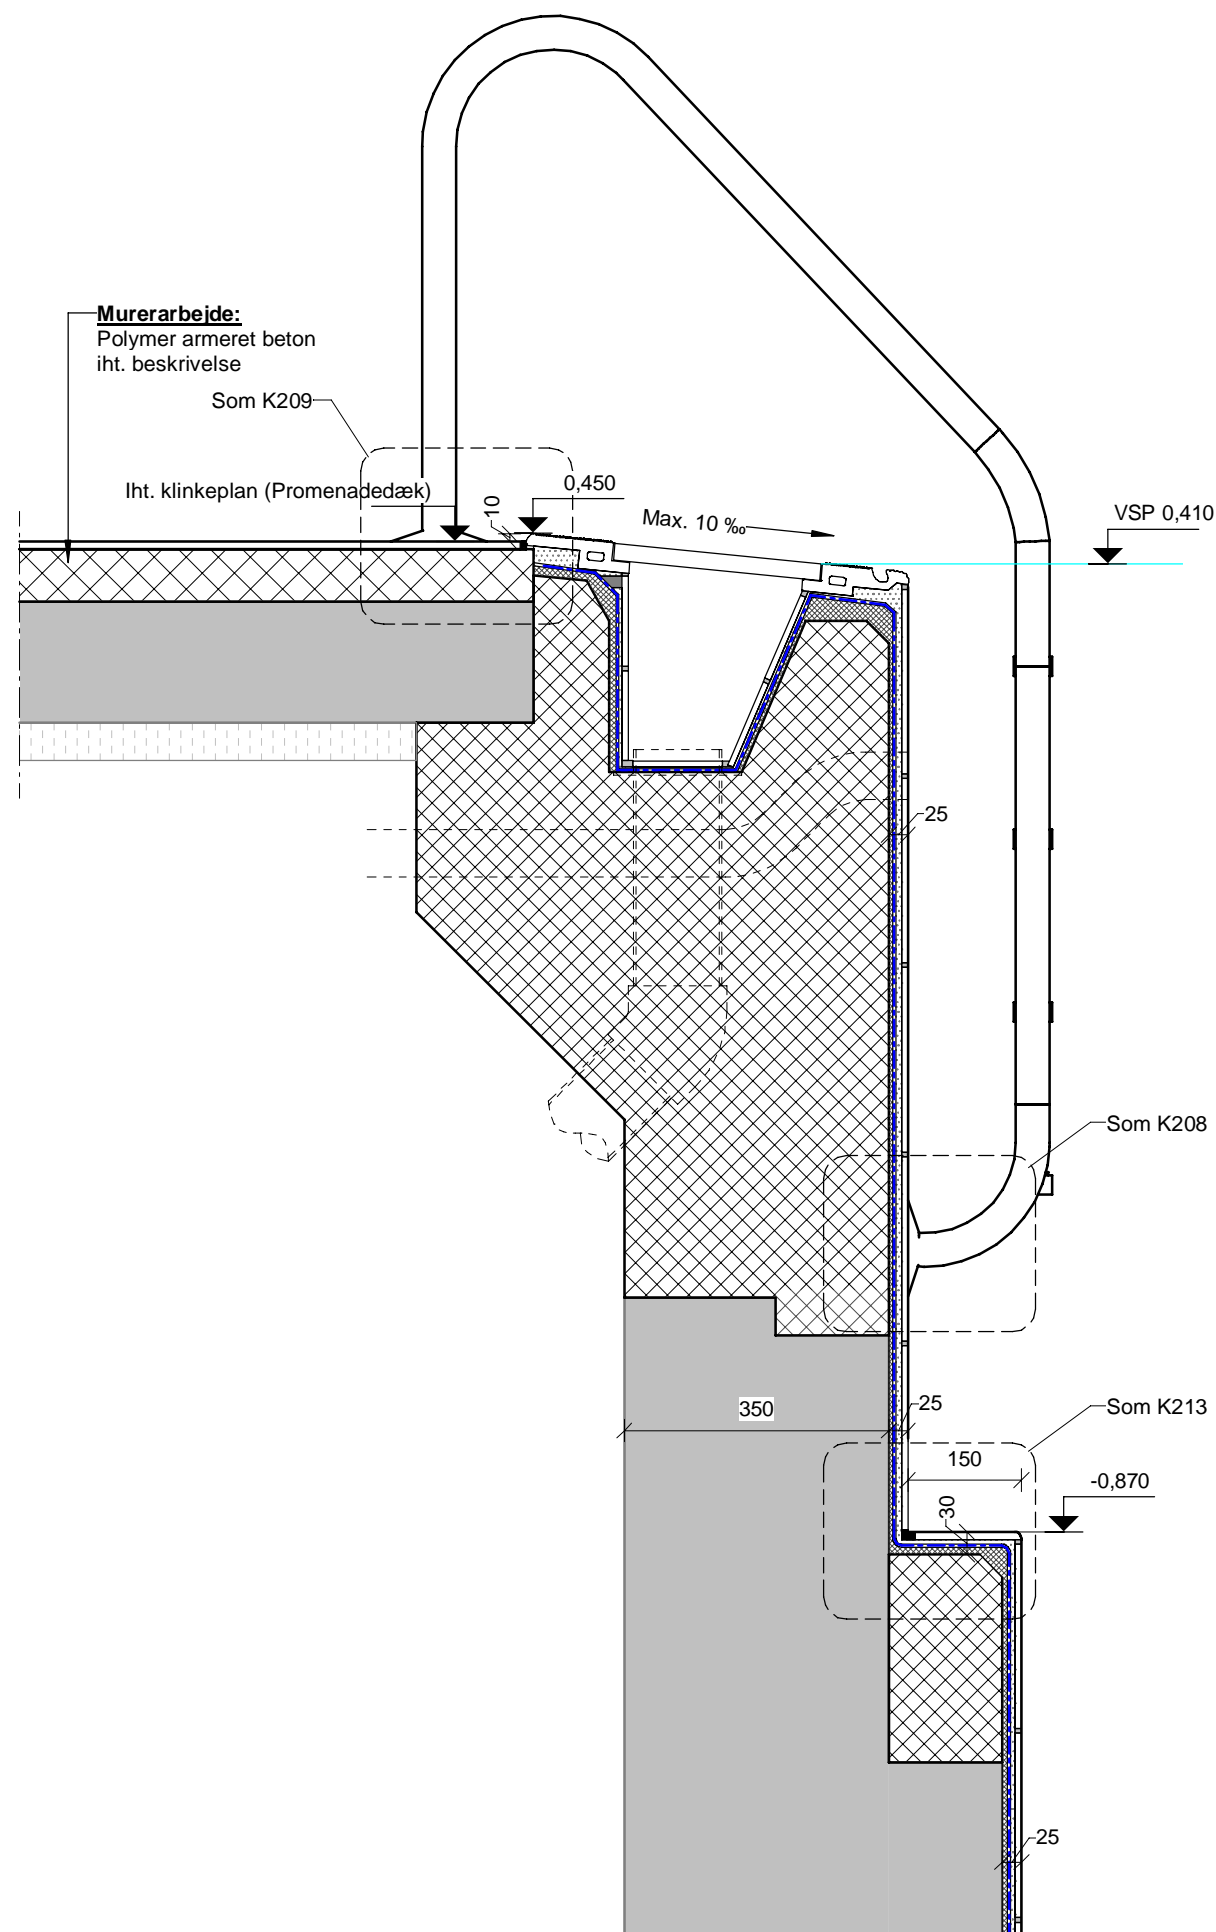 Murerarbejde:
Polymer armeret beton
iht. beskrivelse
Som K209
Iht. klinkeplan (Promenadedæk)
10
0,450
Max. 10 ‰
VSP 0,410
25
Som K208
350
25
Som K213
150
-0,870
30
25